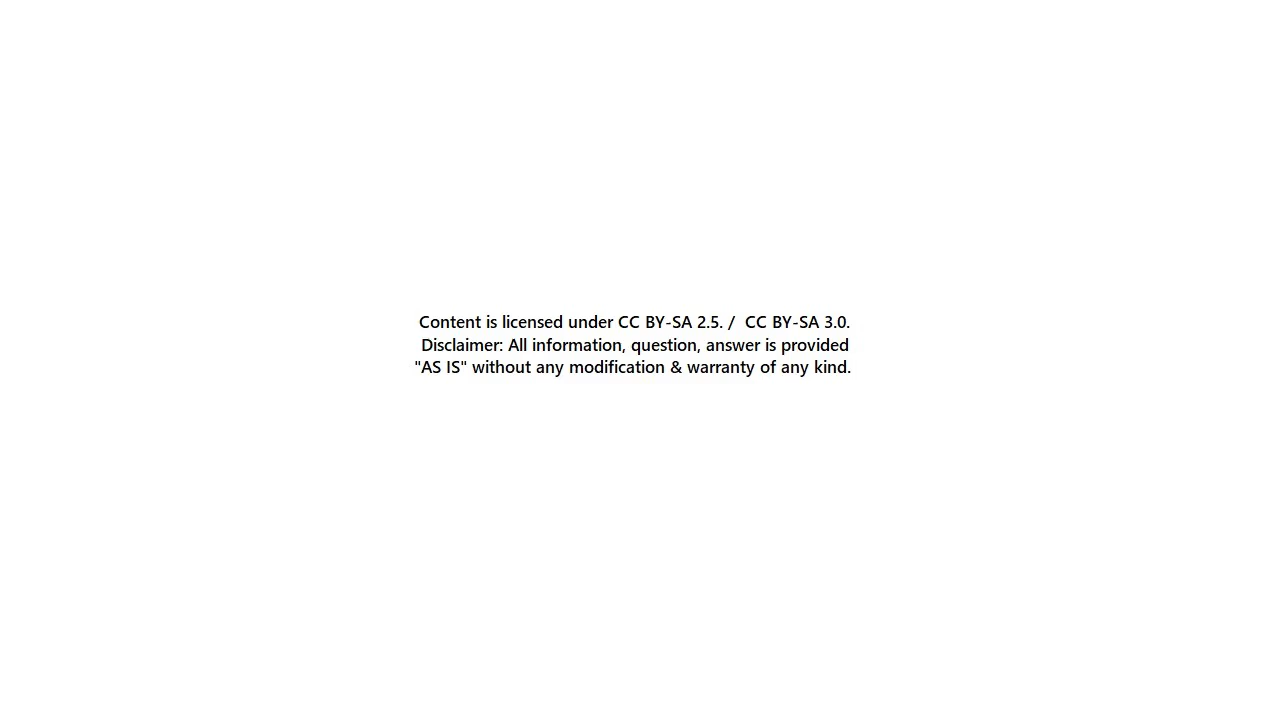 Content is licensed under CC BY-SA 2.5. / CC BY-SA 3.0.
Disclaimer: All information, question, answer is provided
"AS IS" without any modification & warranty of any kind.